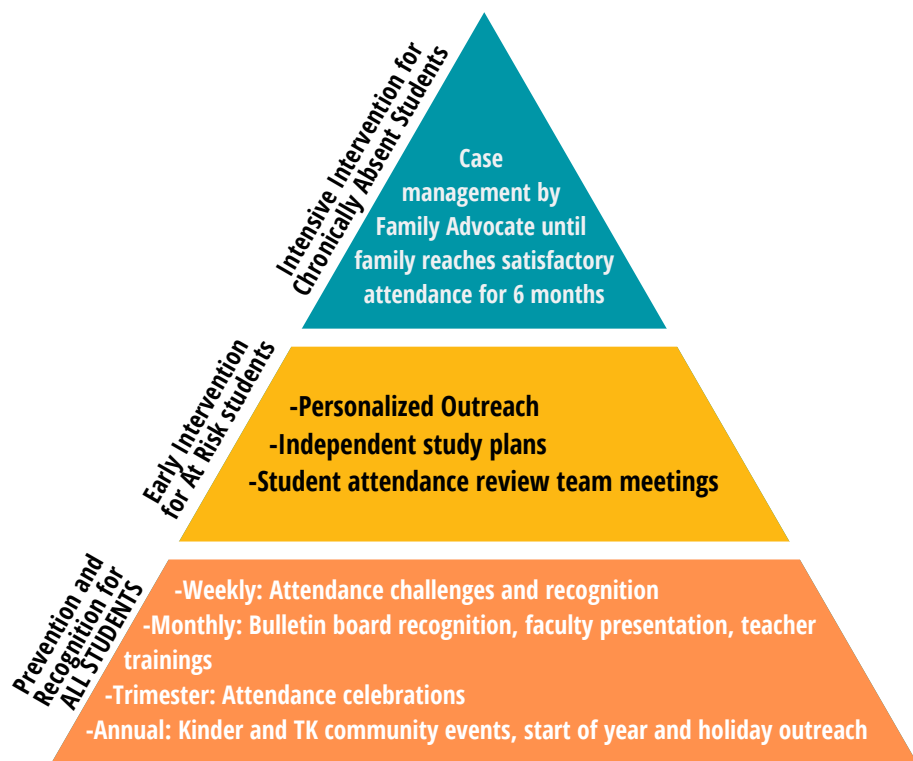 Intensive Intervention for
Chronically Absent Students
Case
management by
Family Advocate until
family reaches satisfactory
attendance for 6 months
Early Intervention
for At Risk students
-Personalized Outreach
-Independent study plans
-Student attendance review team meetings
Prevention and
Recognition for
ALL STUDENTS
-Weekly: Attendance challenges and recognition
-Monthly: Bulletin board recognition, faculty presentation, teacher
trainings
-Trimester: Attendance celebrations
-Annual: Kinder and TK community events, start of year and holiday outreach